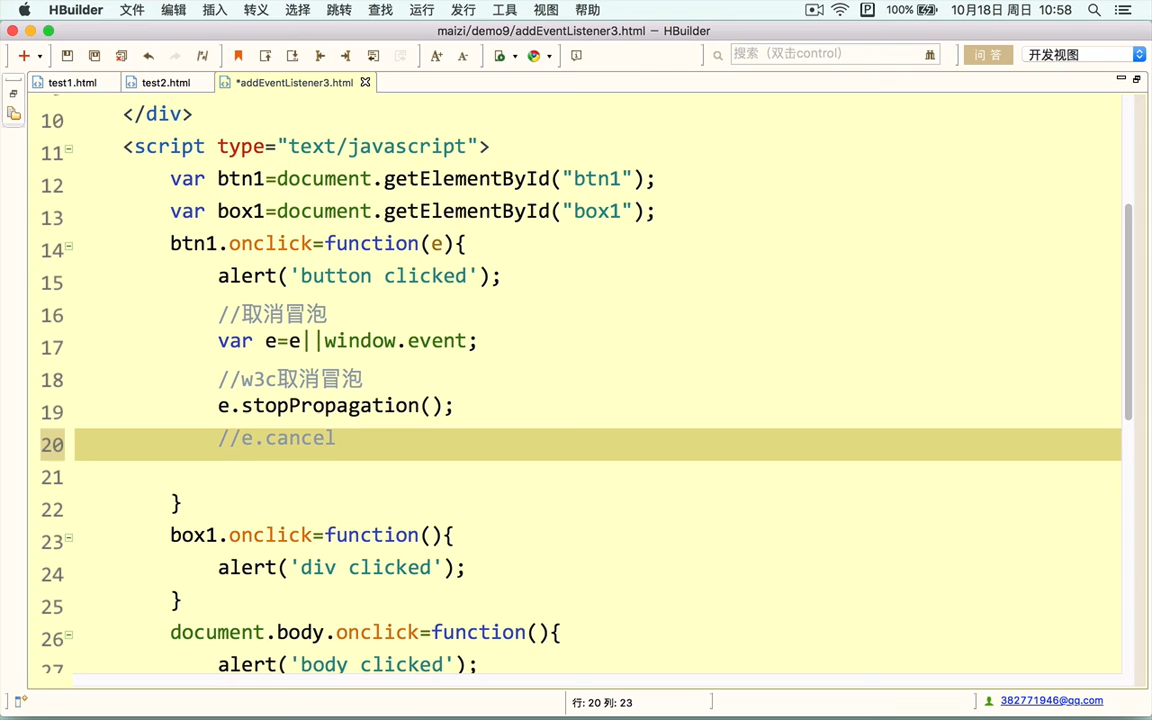 HBuilder 文件 编辑 插入 转义 选择 跳转 查找 运行 发行 工具 视图 帮助 P 100% 10月18日 周日 10:58
maizi/demo9/addEventListener3.html — HBuilder
搜索（双击control） 问 答 开发视图
test1.html test2.html *addEventListener3.html
10 </div>
11 <script type="text/javascript">
12 var btn1=document.getElementById("btn1");
13 var box1=document.getElementById("box1");
14 btn1.onclick=function(e){
15 alert('button clicked');
16 //取消冒泡
17 var e=e||window.event;
18 //w3c取消冒泡
19 e.stopPropagation();
20 //e.cancel
21
22 }
23 box1.onclick=function(){
24 alert('div clicked');
25 }
26 document.body.onclick=function(){
27 alert('body clicked');
行: 20 列: 23 382771946@qq.com